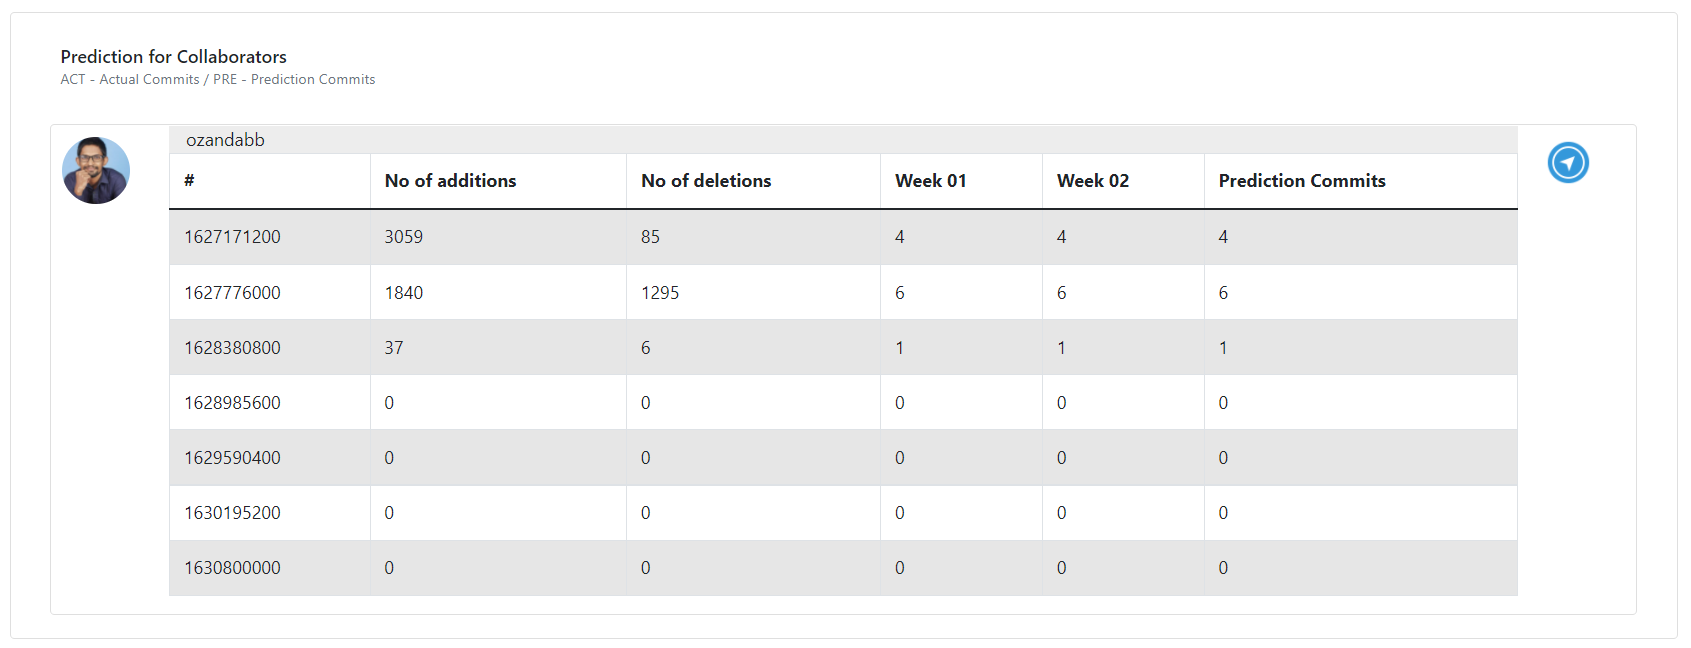 Prediction for Collaborators
ACT - Actual Commits / PRE - Prediction Commits
ozandabb
# No of additions No of deletions Week 01 Week 02 Prediction Commits
1627171200 3059 85 4 4 4
1627776000 1840 1295 6 6 6
1628380800 37 6 1 1 1
1628985600 0 0 0 0 0
1629590400 0 0 0 0 0
1630195200 0 0 0 0 0
1630800000 0 0 0 0 0